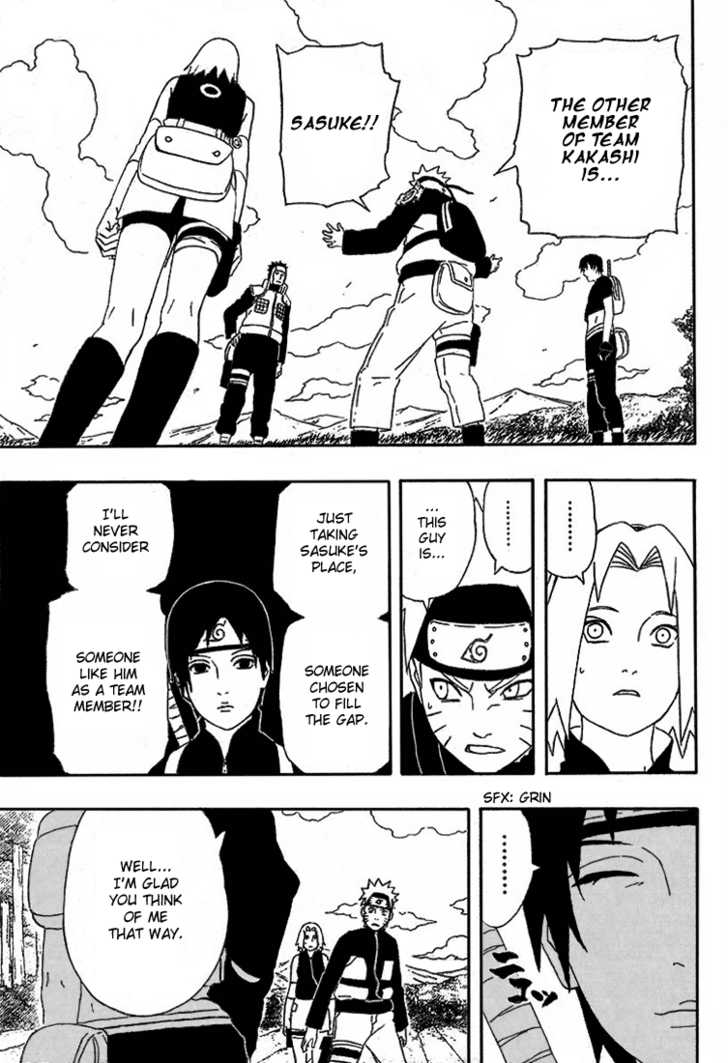 THE OTHER
MEMBER
OF TEAM
KAKASHI
IS...
SASUKE!!
.........
.........
...
THIS
GUY
IS...
JUST
TAKING
SASUKE'S
PLACE,
SOMEONE
CHOSEN
TO FILL
THE GAP.
I'LL
NEVER
CONSIDER
SOMEONE
LIKE HIM
AS A TEAM
MEMBER!!
SFX: GRIN
.........
ニコ
WELL...
I'M GLAD
YOU THINK
OF ME
THAT WAY.